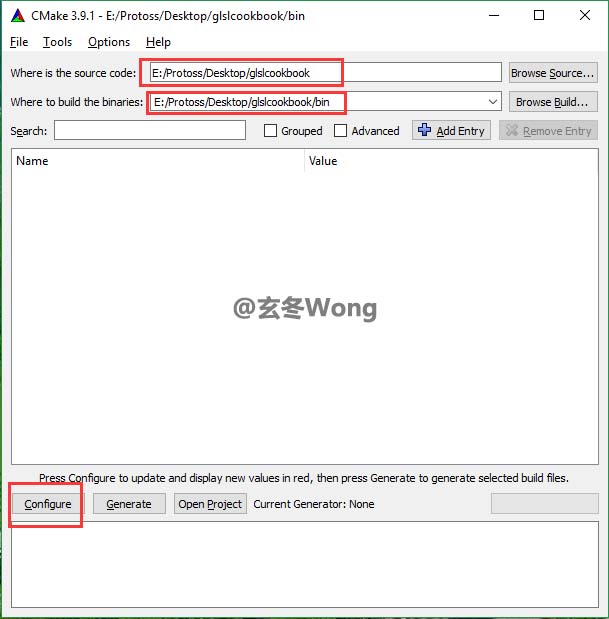 CMake 3.9.1 - E:/Protoss/Desktop/glslcookbook/bin
File Tools Options Help
Where is the source code: E:/Protoss/Desktop/glslcookbook Browse Source...
Where to build the binaries: E:/Protoss/Desktop/glslcookbook/bin Browse Build...
Search: Grouped Advanced Add Entry Remove Entry
Name Value
@玄冬Wong
Press Configure to update and display new values in red, then press Generate to generate selected build files.
Configure Generate Open Project Current Generator: None